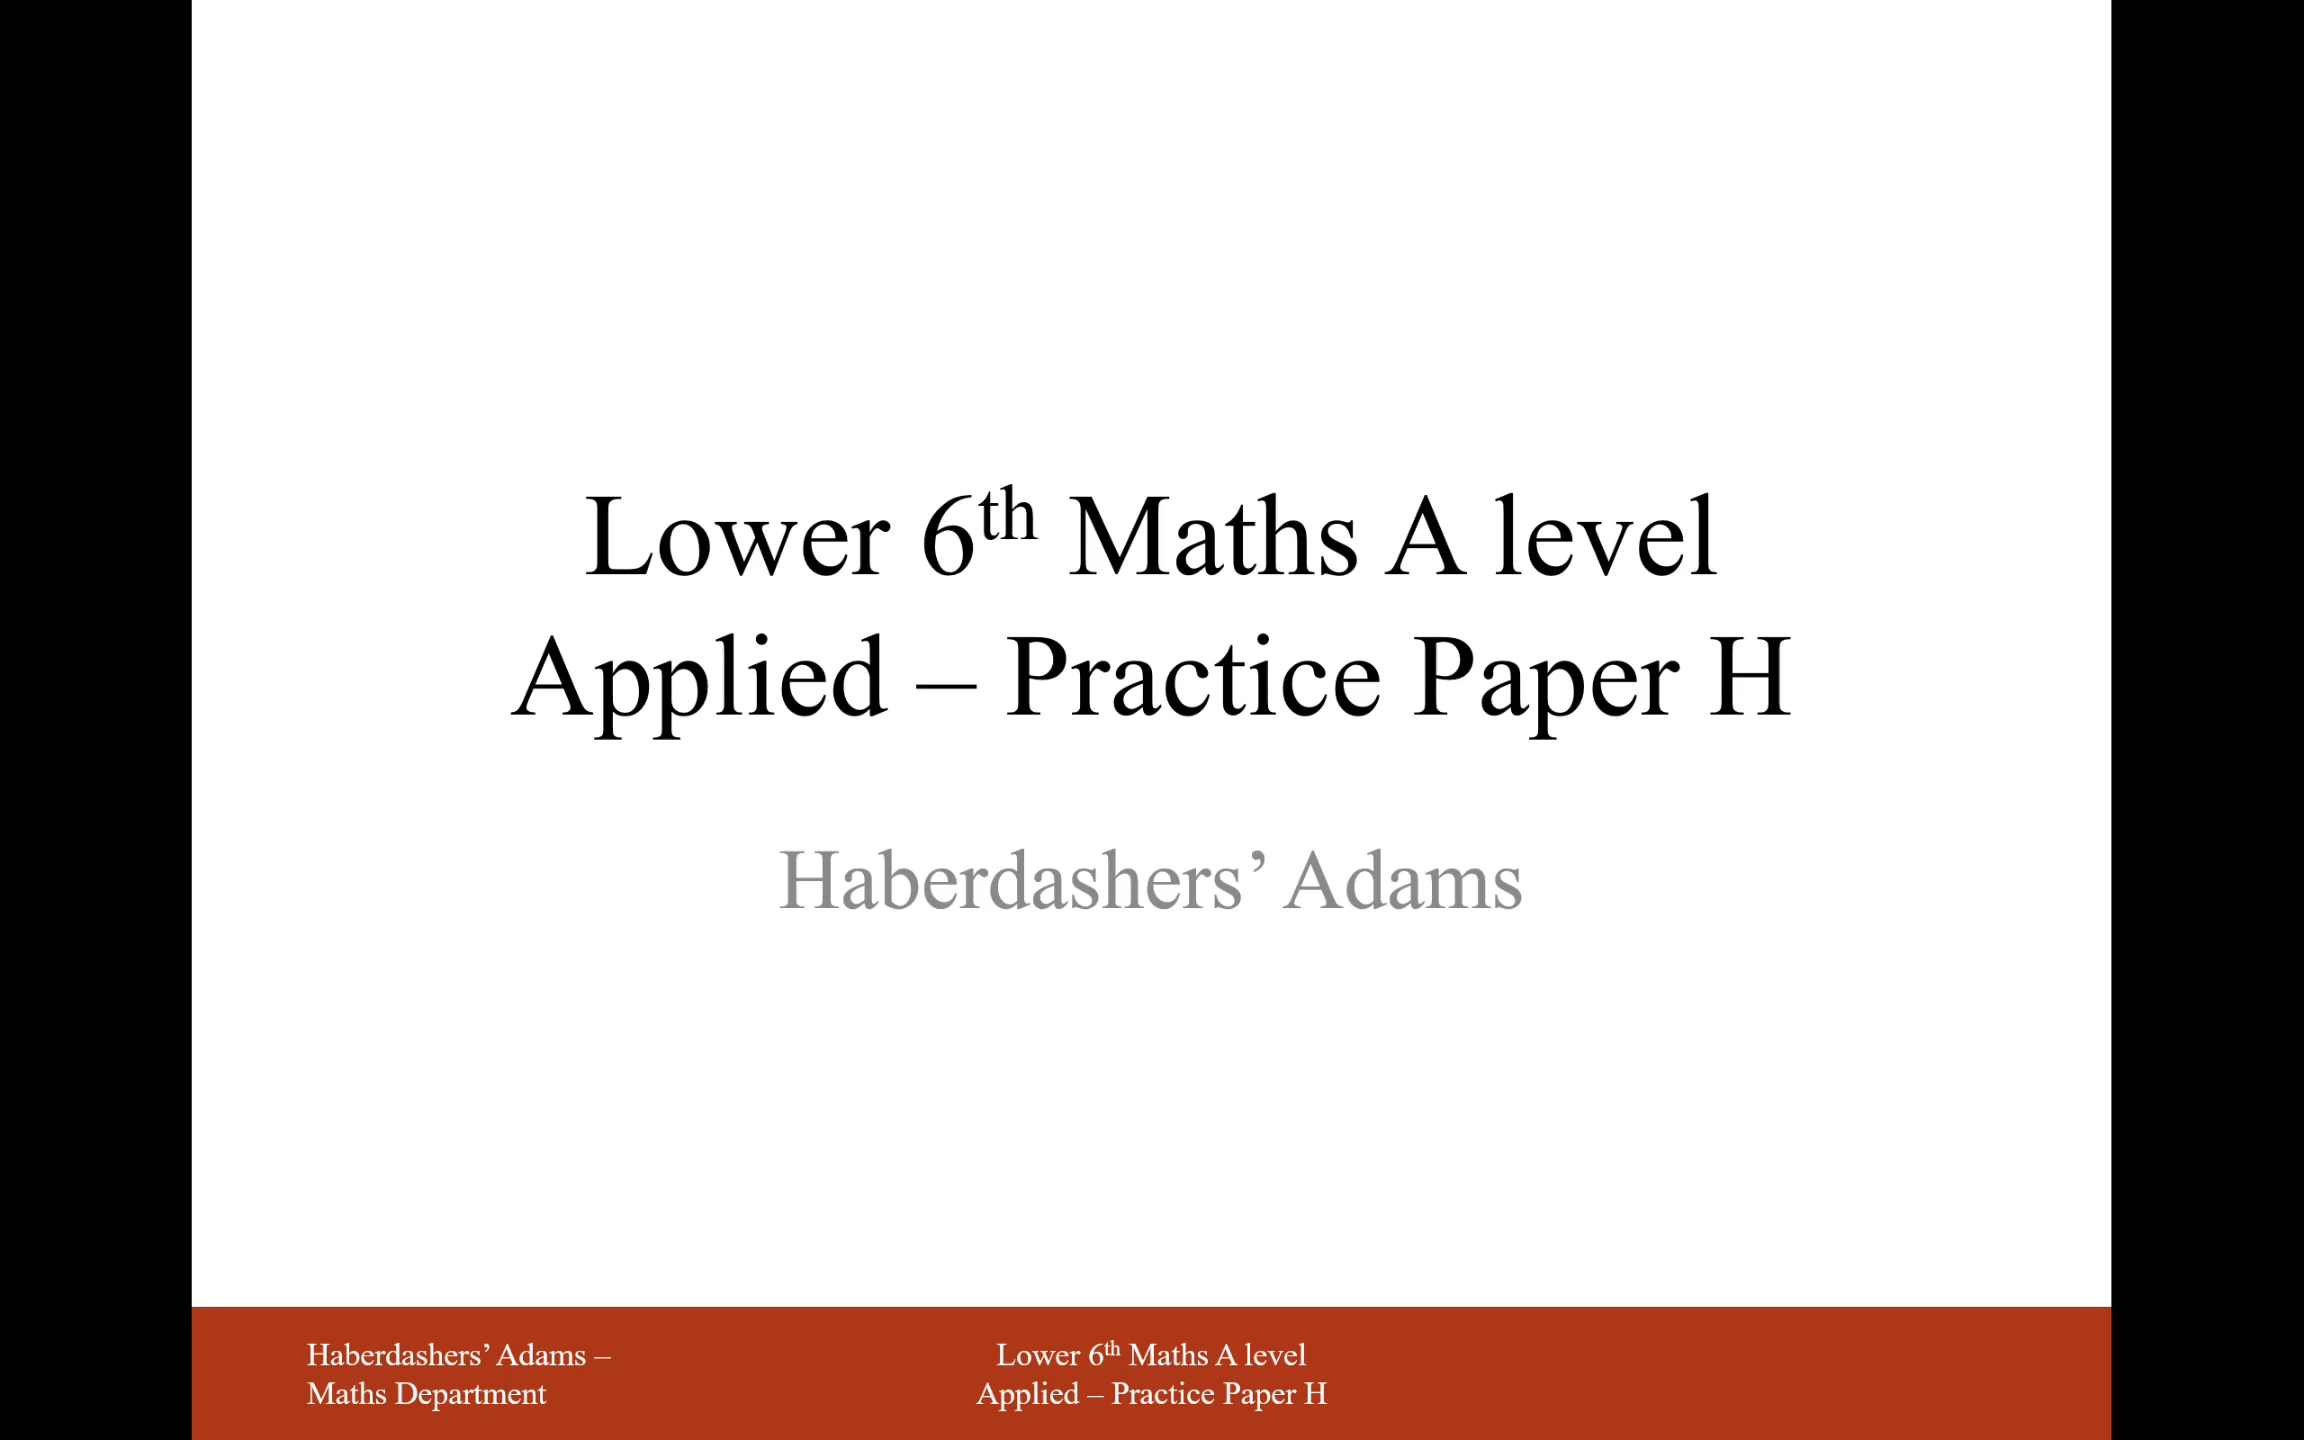 Lower 6th Maths A level
Applied – Practice Paper H
Haberdashers’ Adams
Haberdashers’ Adams –
Maths Department
Lower 6th Maths A level
Applied – Practice Paper H